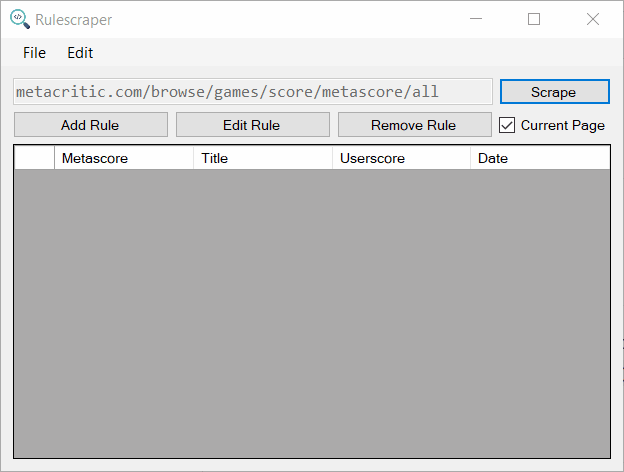 Rulescraper
File Edit
metacritic.com/browse/games/score/metascore/all Scrape
Add Rule Edit Rule Remove Rule Current Page
Metascore Title Userscore Date